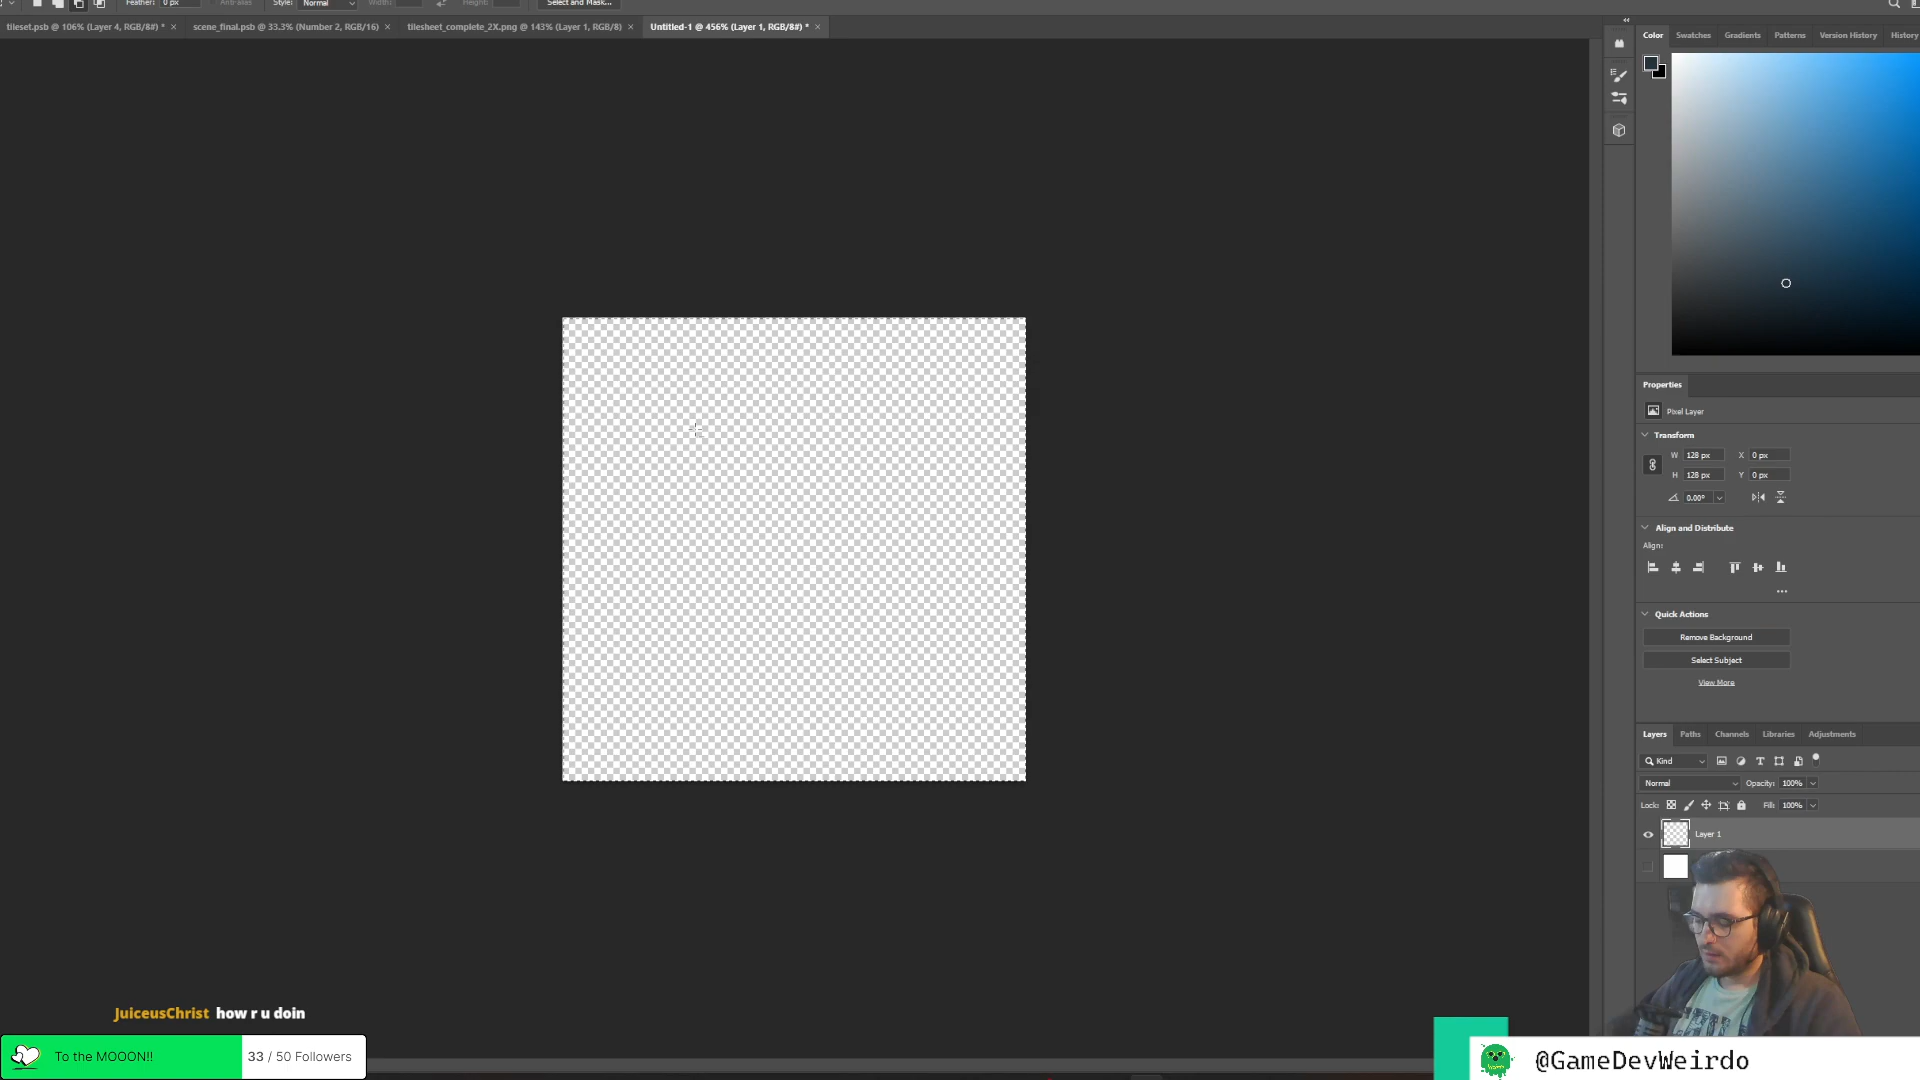 Feather: 0 px Anti-alias Style: Normal Width: Height: Select and Mask...
tileset.psb @ 106% (Layer 4, RGB/8#) * × scene_final.psb @ 33.3% (Number 2, RGB/16) × tilesheet_complete_2X.png @ 143% (Layer 1, RGB/8) × Untitled-1 @ 456% (Layer 1, RGB/8#) * ×
Color Swatches Gradients Patterns Version History History
Properties
Pixel Layer
Transform
W 128 px X 0 px
H 128 px Y 0 px
0.00°
Align and Distribute
Align:
Quick Actions
Remove Background
Select Subject
View More
Layers Paths Channels Libraries Adjustments
Kind
Normal Opacity: 100%
Lock: Fill: 100%
Layer 1
JuiceusChrist how r u doin
To the MOOON!! 33 / 50 Followers
@GameDevWeirdo